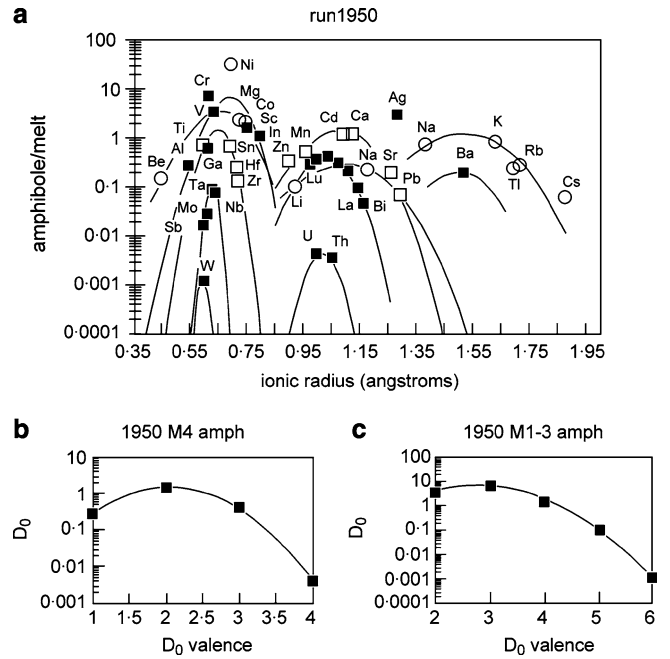 a
run1950
amphibole/melt
100
10
1
0·1
0·01
0·001
0·0001
Ni
Cr
Mg
Co
V
Sc
Ti
In
Zn
Mn
Cd
Ca
Ag
Na
K
Rb
Al
Ga
Sn
Hf
Zr
Be
Li
Lu
Na
Sr
Pb
Ba
Tl
Cs
Ta
Mo
Nb
La
Bi
Sb
W
U
Th
0·35 0·55 0·75 0·95 1·15 1·35 1·55 1·75 1·95
ionic radius (angstroms)
b
1950 M4 amph
D0
10
1
0·1
0·01
0·001
1 1·5 2 2·5 3 3·5 4
D0 valence
c
1950 M1-3 amph
D0
100
10
1
0·1
0·01
0·001
0·0001
2 3 4 5 6
D0 valence